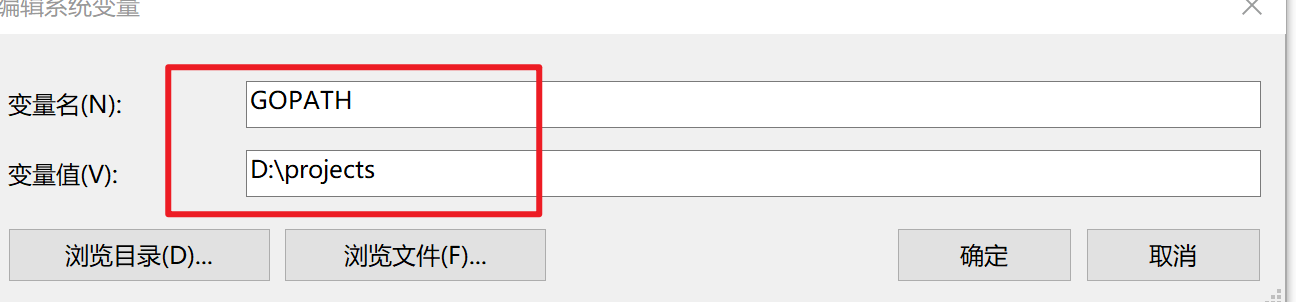 编辑系统变量
变量名(N):
GOPATH
变量值(V):
D:\projects
浏览目录(D)...
浏览文件(F)...
确定
取消